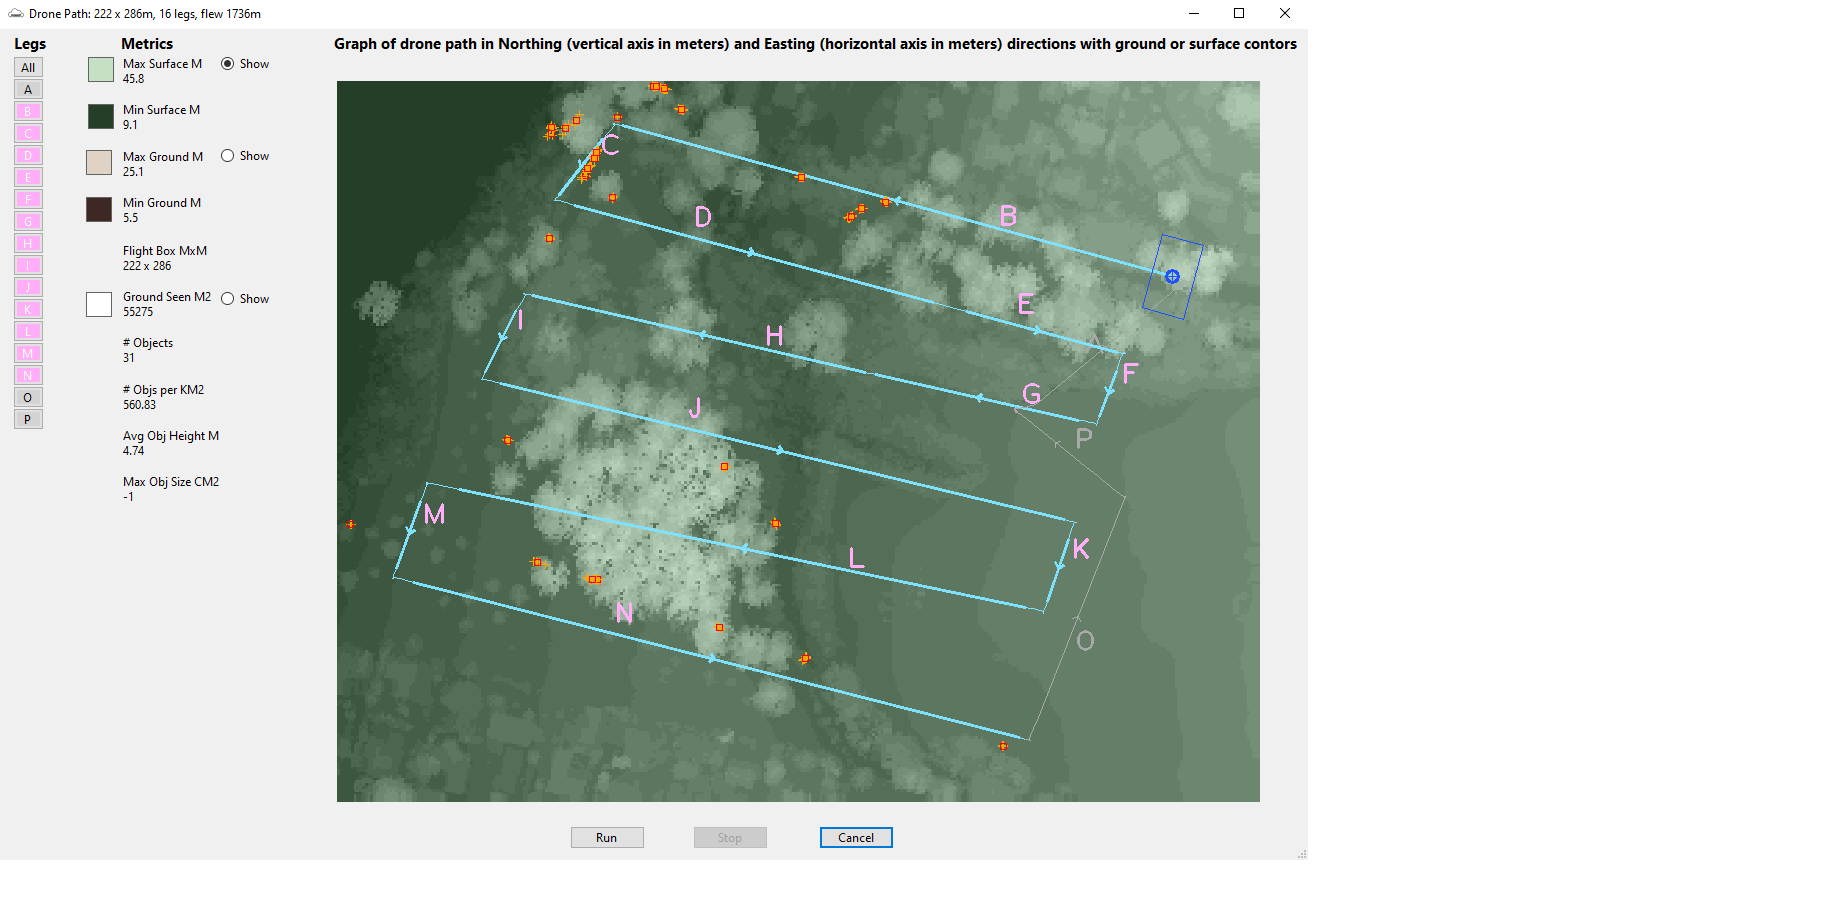 Drone Path: 222 x 286m, 16 legs, flew 1736m
Legs
Metrics
Graph of drone path in Northing (vertical axis in meters) and Easting (horizontal axis in meters) directions with ground or surface contors
All
A
B
C
D
E
F
G
H
I
J
K
L
M
N
O
P
Max Surface M
45.8
Show
Min Surface M
9.1
Max Ground M
25.1
Show
Min Ground M
5.5
Flight Box MxM
222 x 286
Ground Seen M2
55275
Show
# Objects
31
# Objs per KM2
560.83
Avg Obj Height M
4.74
Max Obj Size CM2
-1
C
B
D
E
A
I
H
F
G
J
P
M
K
L
N
O
Run
Stop
Cancel